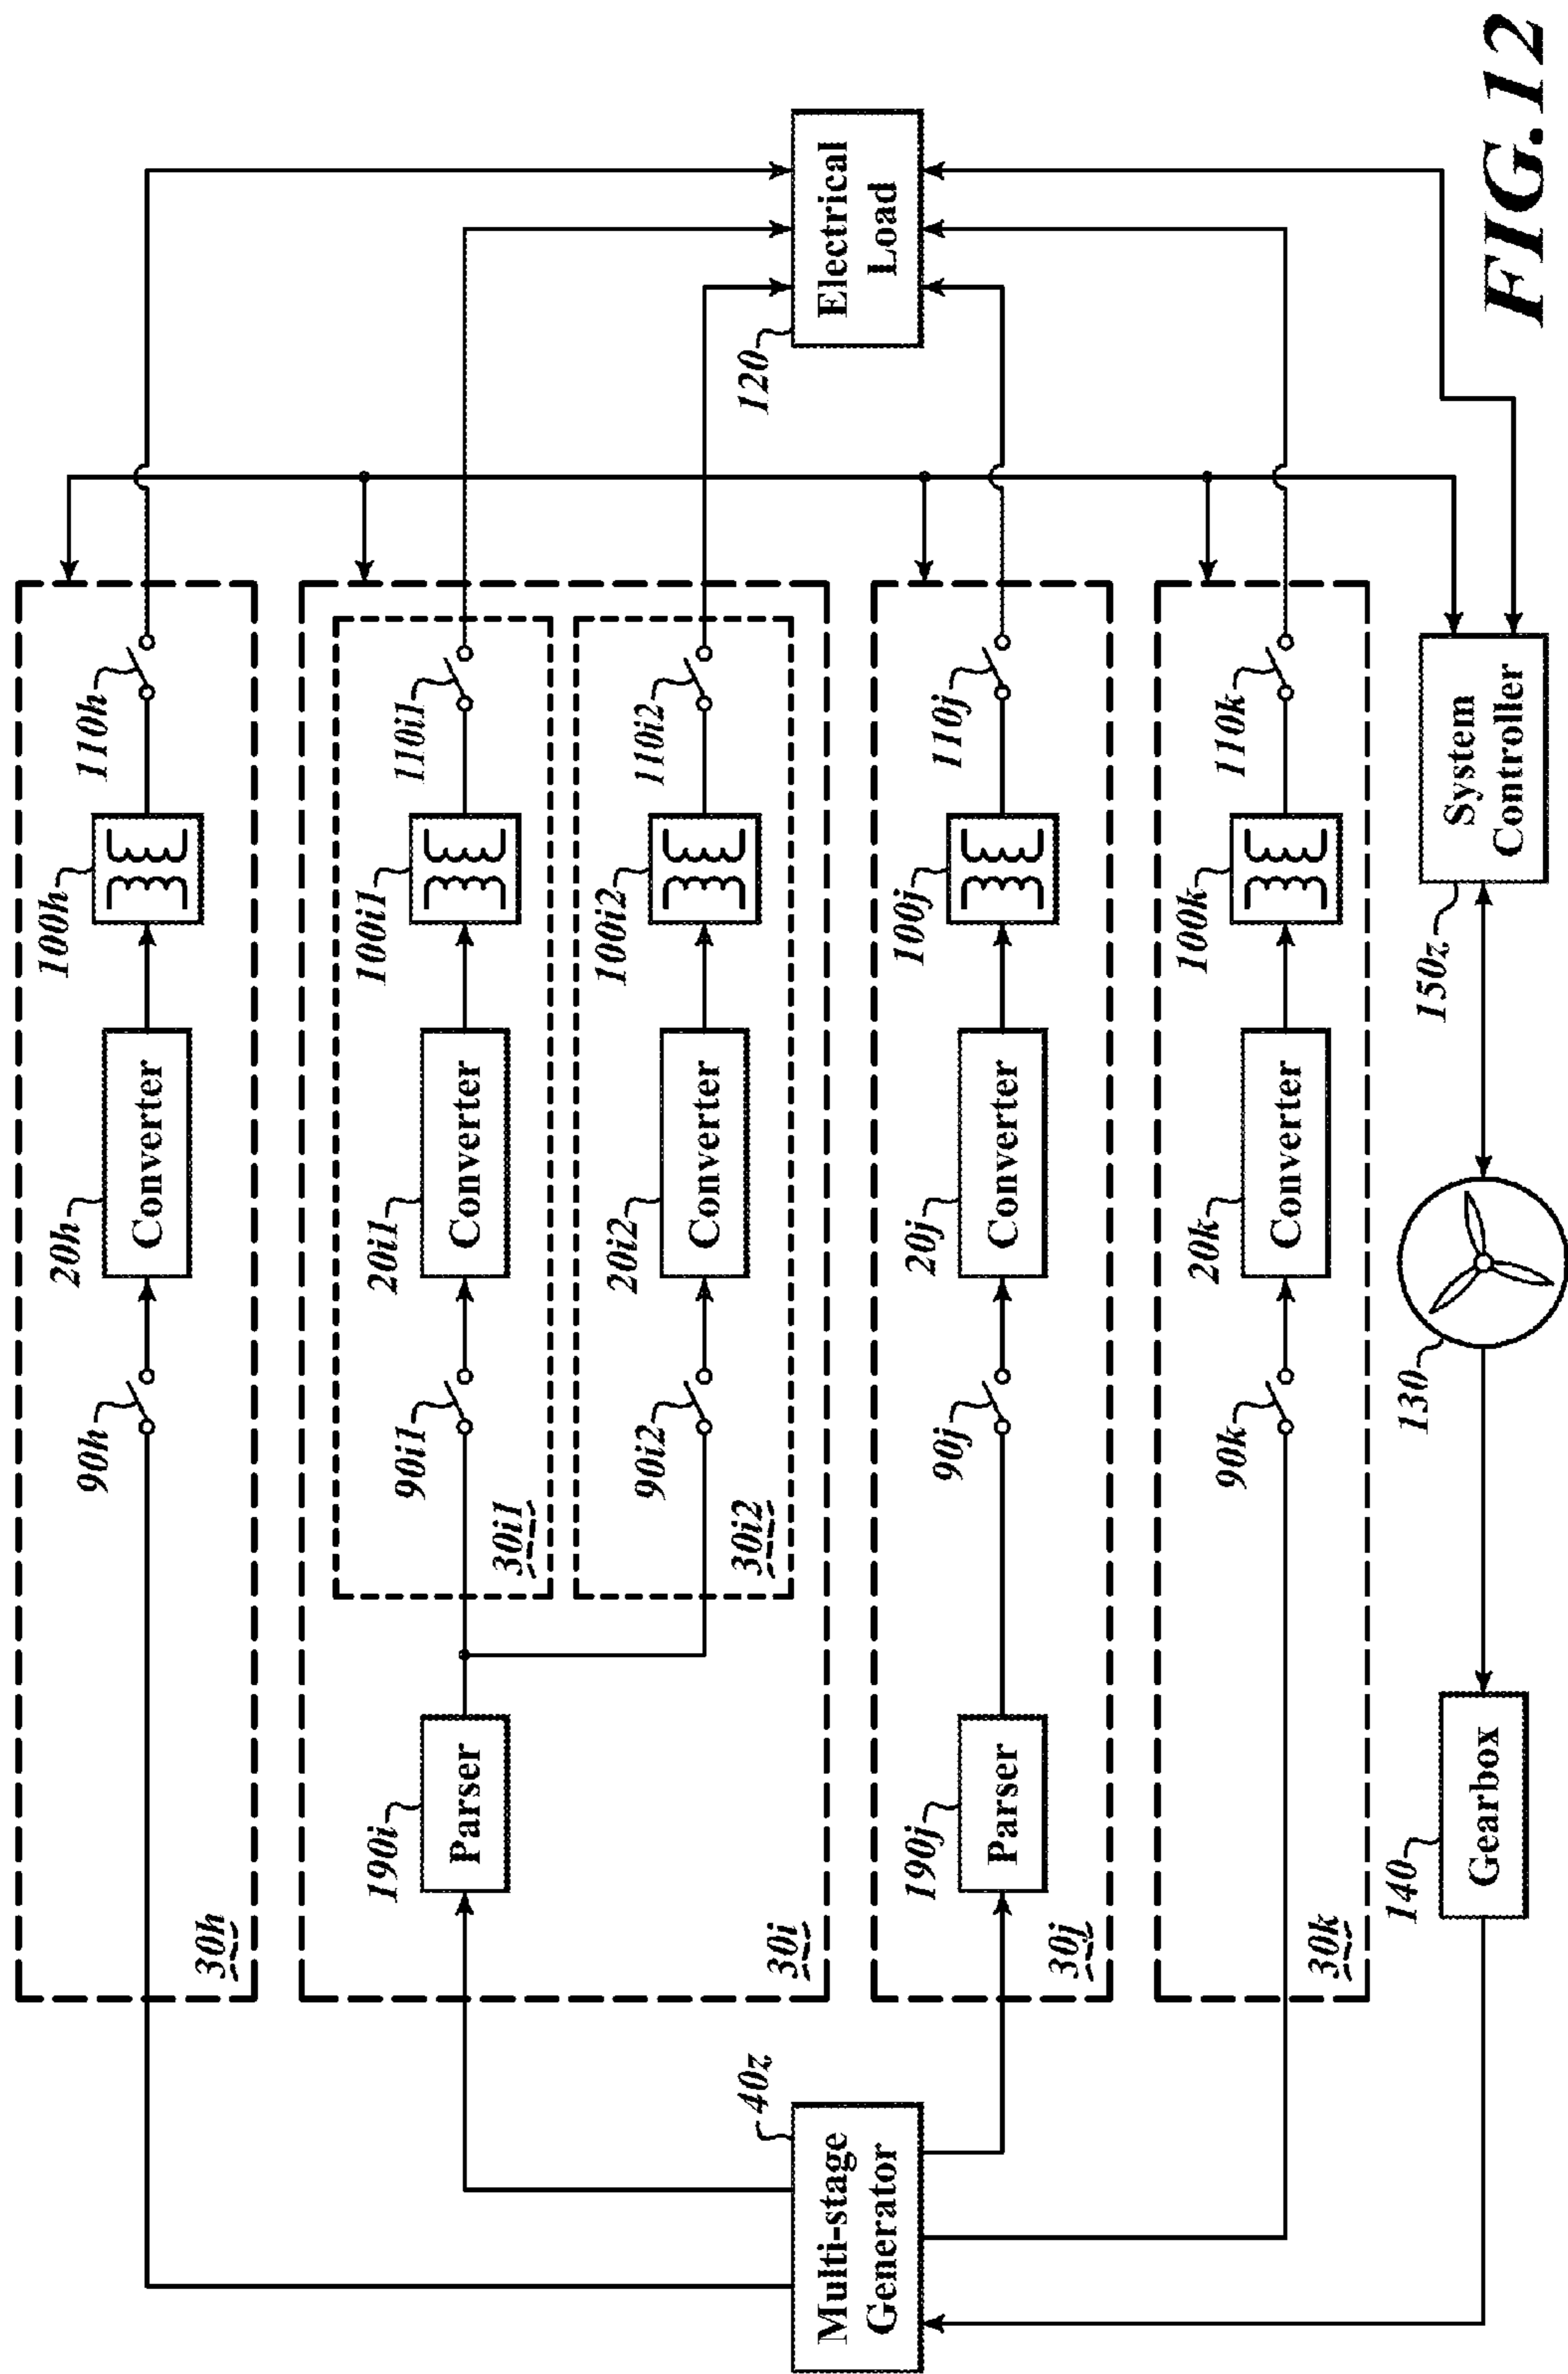 30h
90h
20h
Converter
100h
110h
30i
190i
Parser
30i1
90i1
20i1
Converter
100i1
110i1
30i2
90i2
20i2
Converter
100i2
110i2
40z
Multi-stage
Generator
120
Electrical
Load
30j
190j
Parser
90j
20j
Converter
100j
110j
30k
90k
20k
Converter
100k
110k
140
Gearbox
130
150z
System
Controller
FIG.12